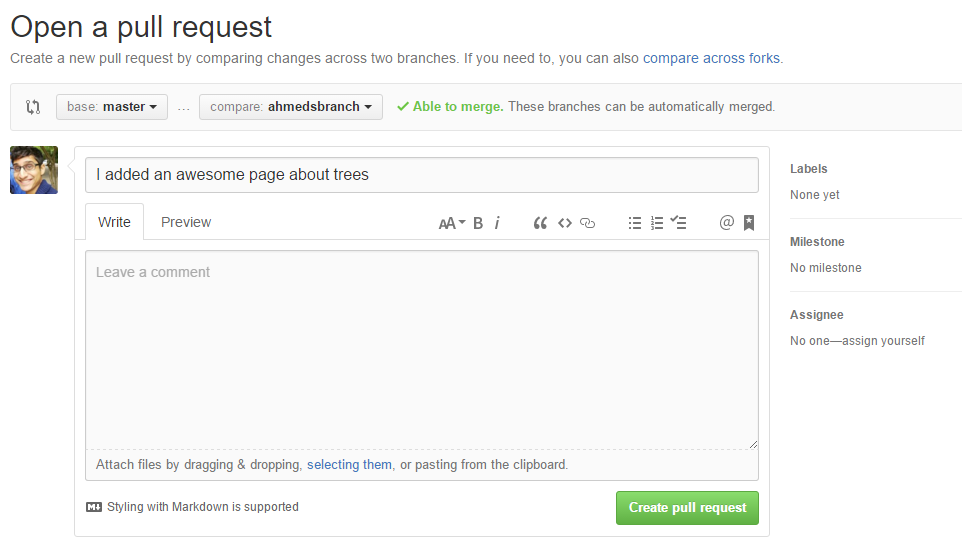 Open a pull request
Create a new pull request by comparing changes across two branches. If you need to, you can also compare across forks.
base: master ... compare: ahmedsbranch Able to merge. These branches can be automatically merged.
I added an awesome page about trees
Write Preview AA B i @
Leave a comment
Attach files by dragging & dropping, selecting them, or pasting from the clipboard.
M Styling with Markdown is supported
Create pull request
Labels
None yet
Milestone
No milestone
Assignee
No one—assign yourself